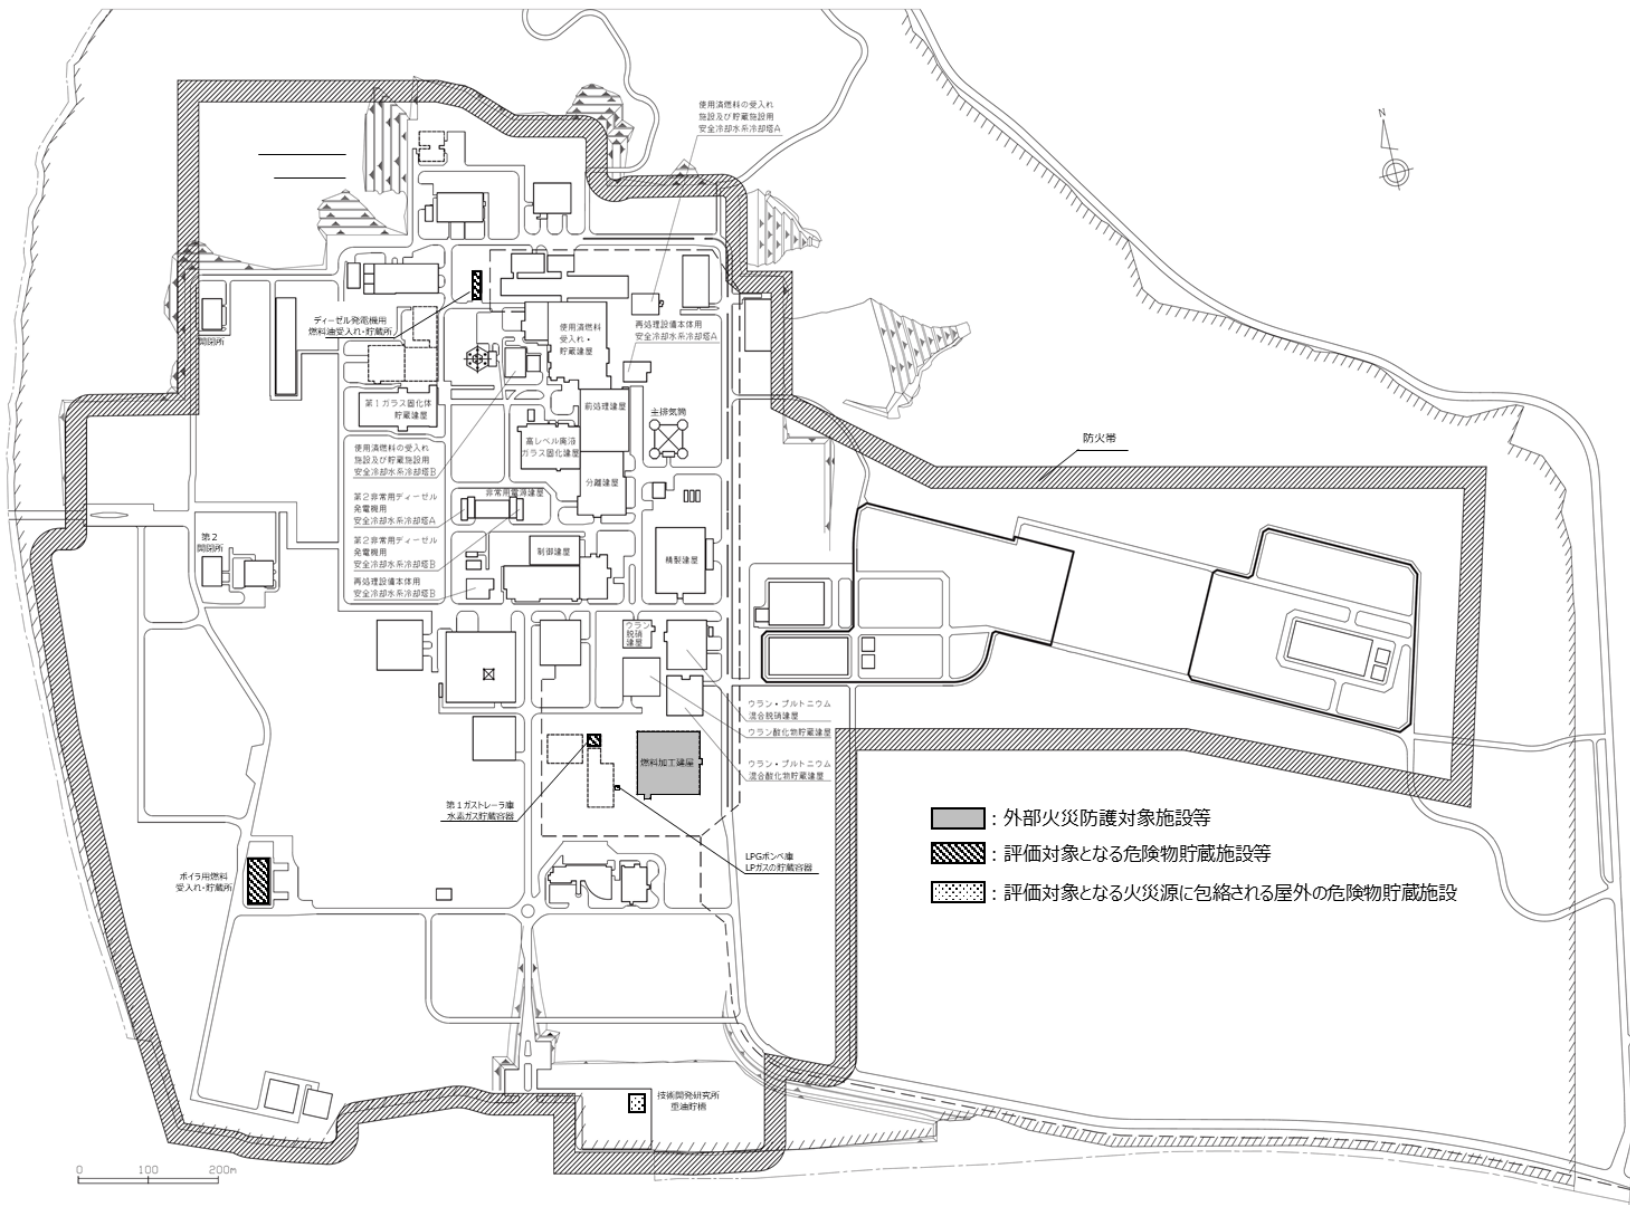 使用済燃料の受入れ
施設及び貯蔵施設用
安全冷却水系冷却塔A
N
ディーゼル発電機用
燃料油受入れ・貯蔵所
開閉所
使用済燃料
受入れ・
貯蔵建屋
再処理設備本体用
安全冷却水系冷却塔A
第1ガラス固化体
貯蔵建屋
前処理建屋
主排気筒
高レベル廃液
ガラス固化建屋
防火帯
使用済燃料の受入れ
施設及び貯蔵施設用
安全冷却水系冷却塔B
分離建屋
第2非常用ディーゼル
発電機用
安全冷却水系冷却塔A
非常用電源建屋
第2非常用ディーゼル
発電機用
安全冷却水系冷却塔B
再処理設備本体用
安全冷却水系冷却塔B
第2
開閉所
制御建屋
精製建屋
ウラン
脱硝
建屋
ウラン・プルトニウム
混合脱硝建屋
ウラン酸化物貯蔵建屋
ウラン・プルトニウム
混合酸化物貯蔵建屋
燃料加工建屋
第1ガストレーラ庫
水素ガス貯蔵容器
LPGボンベ庫
LPガスの貯蔵容器
ボイラ用燃料
受入れ・貯蔵所
：外部火災防護対象施設等
：評価対象となる危険物貯蔵施設等
：評価対象となる火災源に包絡される屋外の危険物貯蔵施設
技術開発研究所
重油貯槽
0 100 200m